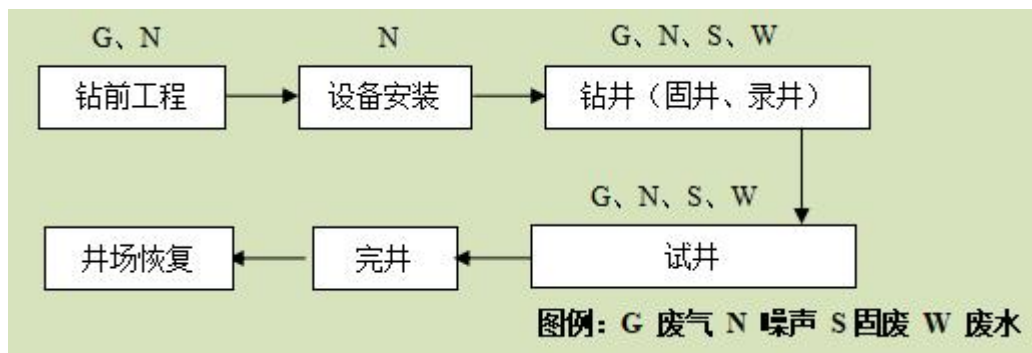 G、N
N
G、N、S、W
钻前工程
设备安装
钻井（固井、录井）
G、N、S、W
井场恢复
完井
试井
图例：G 废气 N 噪声 S 固废 W 废水